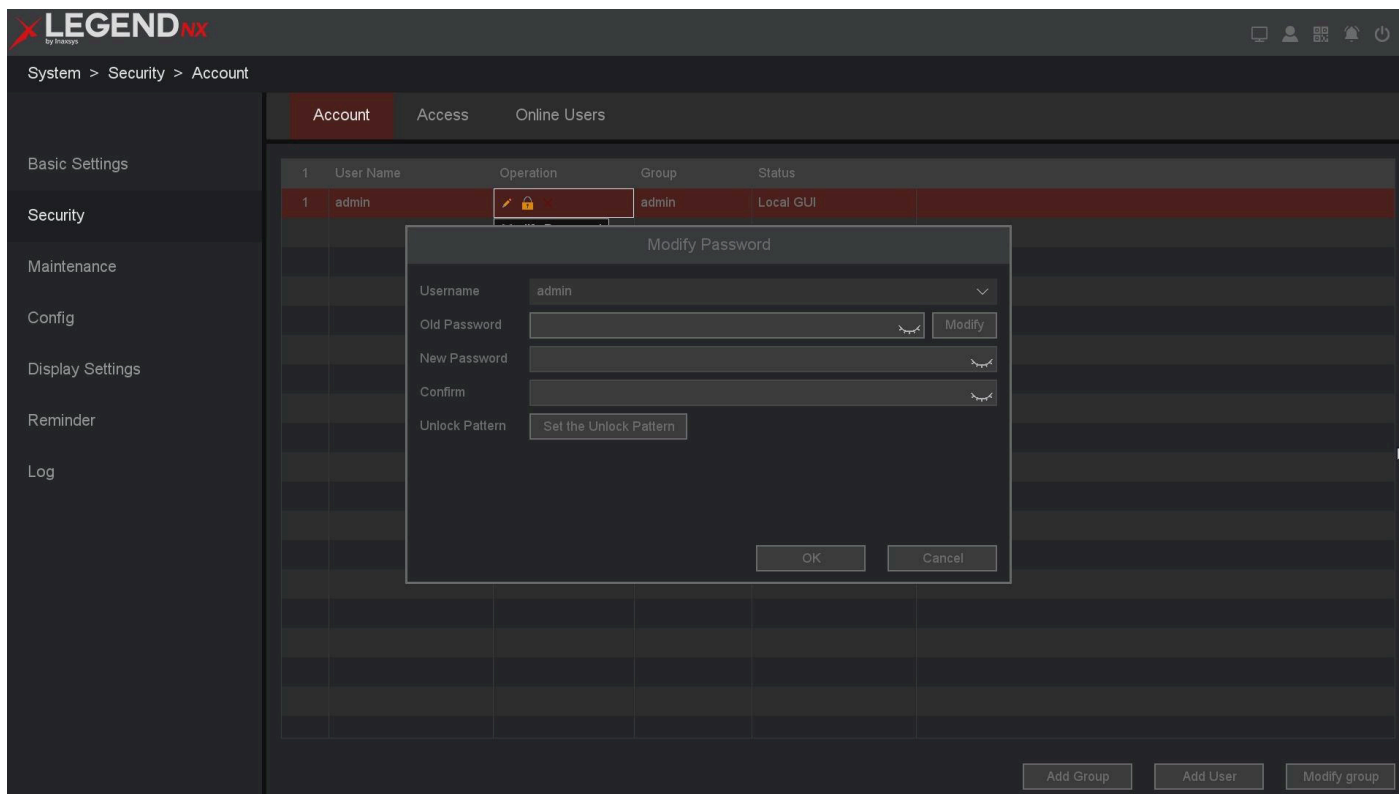 LEGEND NX
by Inaxsys
System > Security > Account
Account Access Online Users
Basic Settings
Security
Maintenance
Config
Display Settings
Reminder
Log
1 User Name Operation Group Status
1 admin admin Local GUI
Modify Password
Username admin
Old Password Modify
New Password
Confirm
Unlock Pattern Set the Unlock Pattern
OK Cancel
Add Group Add User Modify group